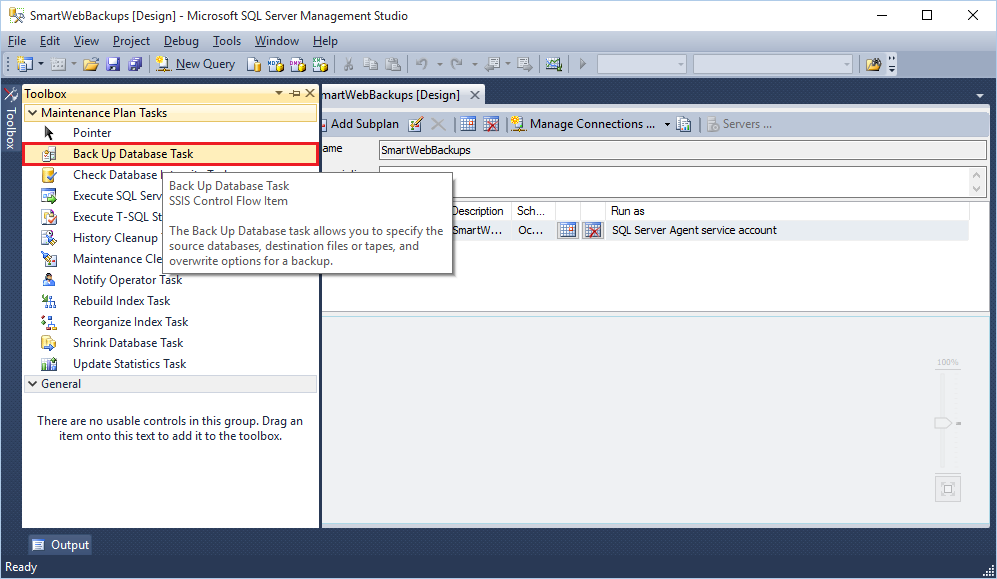 SmartWebBackups [Design] - Microsoft SQL Server Management Studio
File Edit View Project Debug Tools Window Help
New Query
Toolbox
Toolbox
martWebBackups [Design]
Maintenance Plan Tasks
Add Subplan
Manage Connections ...
Servers ...
Pointer
ame
SmartWebBackups
Back Up Database Task
Check Database
Execute SQL Serv
Execute T-SQL St
History Cleanup
Maintenance Cle
Back Up Database Task
SSIS Control Flow Item
The Back Up Database task allows you to specify the
source databases, destination files or tapes, and
overwrite options for a backup.
Description Sch... Run as
SmartW... Oc... SQL Server Agent service account
Notify Operator Task
Rebuild Index Task
Reorganize Index Task
Shrink Database Task
Update Statistics Task
General
There are no usable controls in this group. Drag an
item onto this text to add it to the toolbox.
100%
Output
Ready